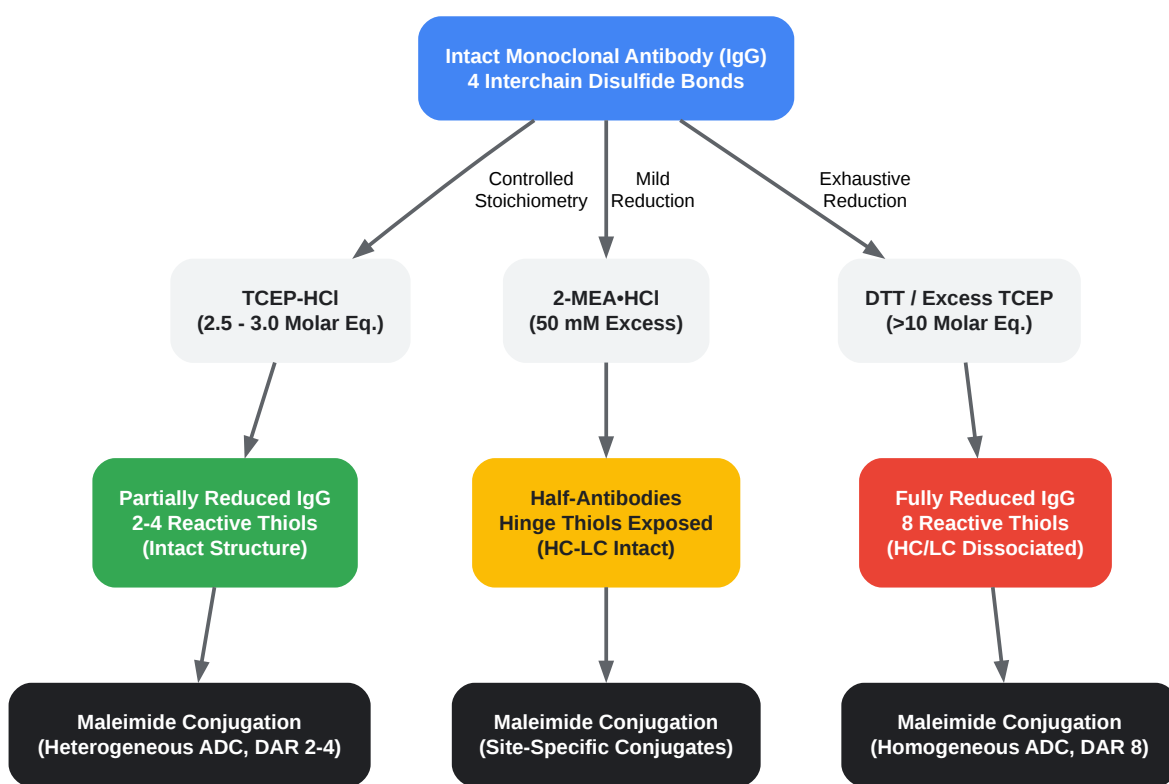 Intact Monoclonal Antibody (IgG)
4 Interchain Disulfide Bonds
Controlled
Stoichiometry
Mild
Reduction
Exhaustive
Reduction
TCEP-HCl
(2.5 - 3.0 Molar Eq.)
2-MEA•HCl
(50 mM Excess)
DTT / Excess TCEP
(>10 Molar Eq.)
Partially Reduced IgG
2-4 Reactive Thiols
(Intact Structure)
Half-Antibodies
Hinge Thiols Exposed
(HC-LC Intact)
Fully Reduced IgG
8 Reactive Thiols
(HC/LC Dissociated)
Maleimide Conjugation
(Heterogeneous ADC, DAR 2-4)
Maleimide Conjugation
(Site-Specific Conjugates)
Maleimide Conjugation
(Homogeneous ADC, DAR 8)